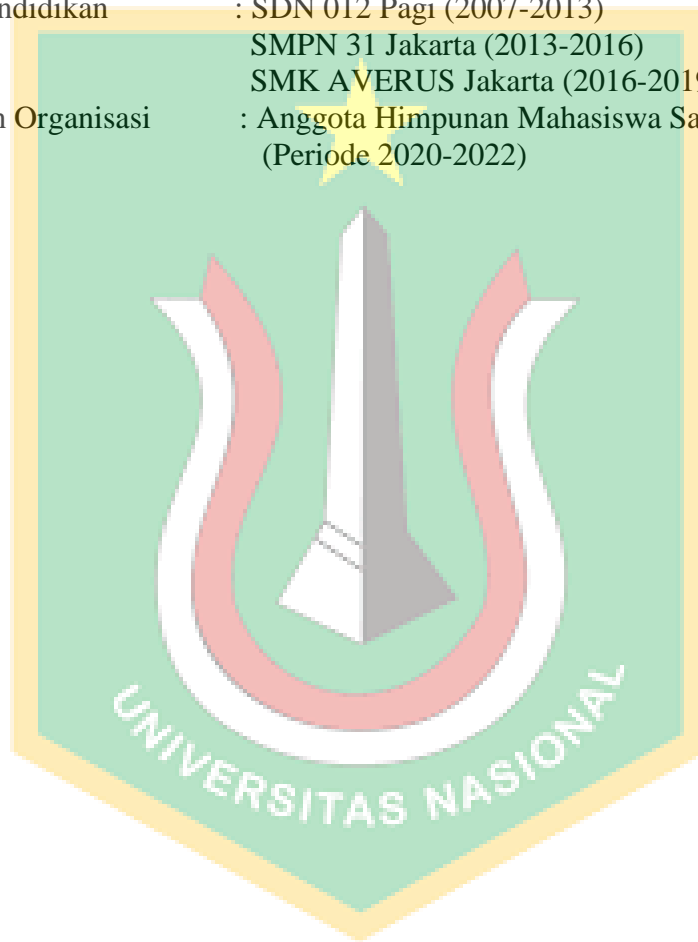 ndidikan : SDN 012 Pagi (2007-2013)
SMPN 31 Jakarta (2013-2016)
SMK AVERUS Jakarta (2016-2019
n Organisasi : Anggota Himpunan Mahasiswa Sa
(Periode 2020-2022)
UNIVERSITAS NASIONAL